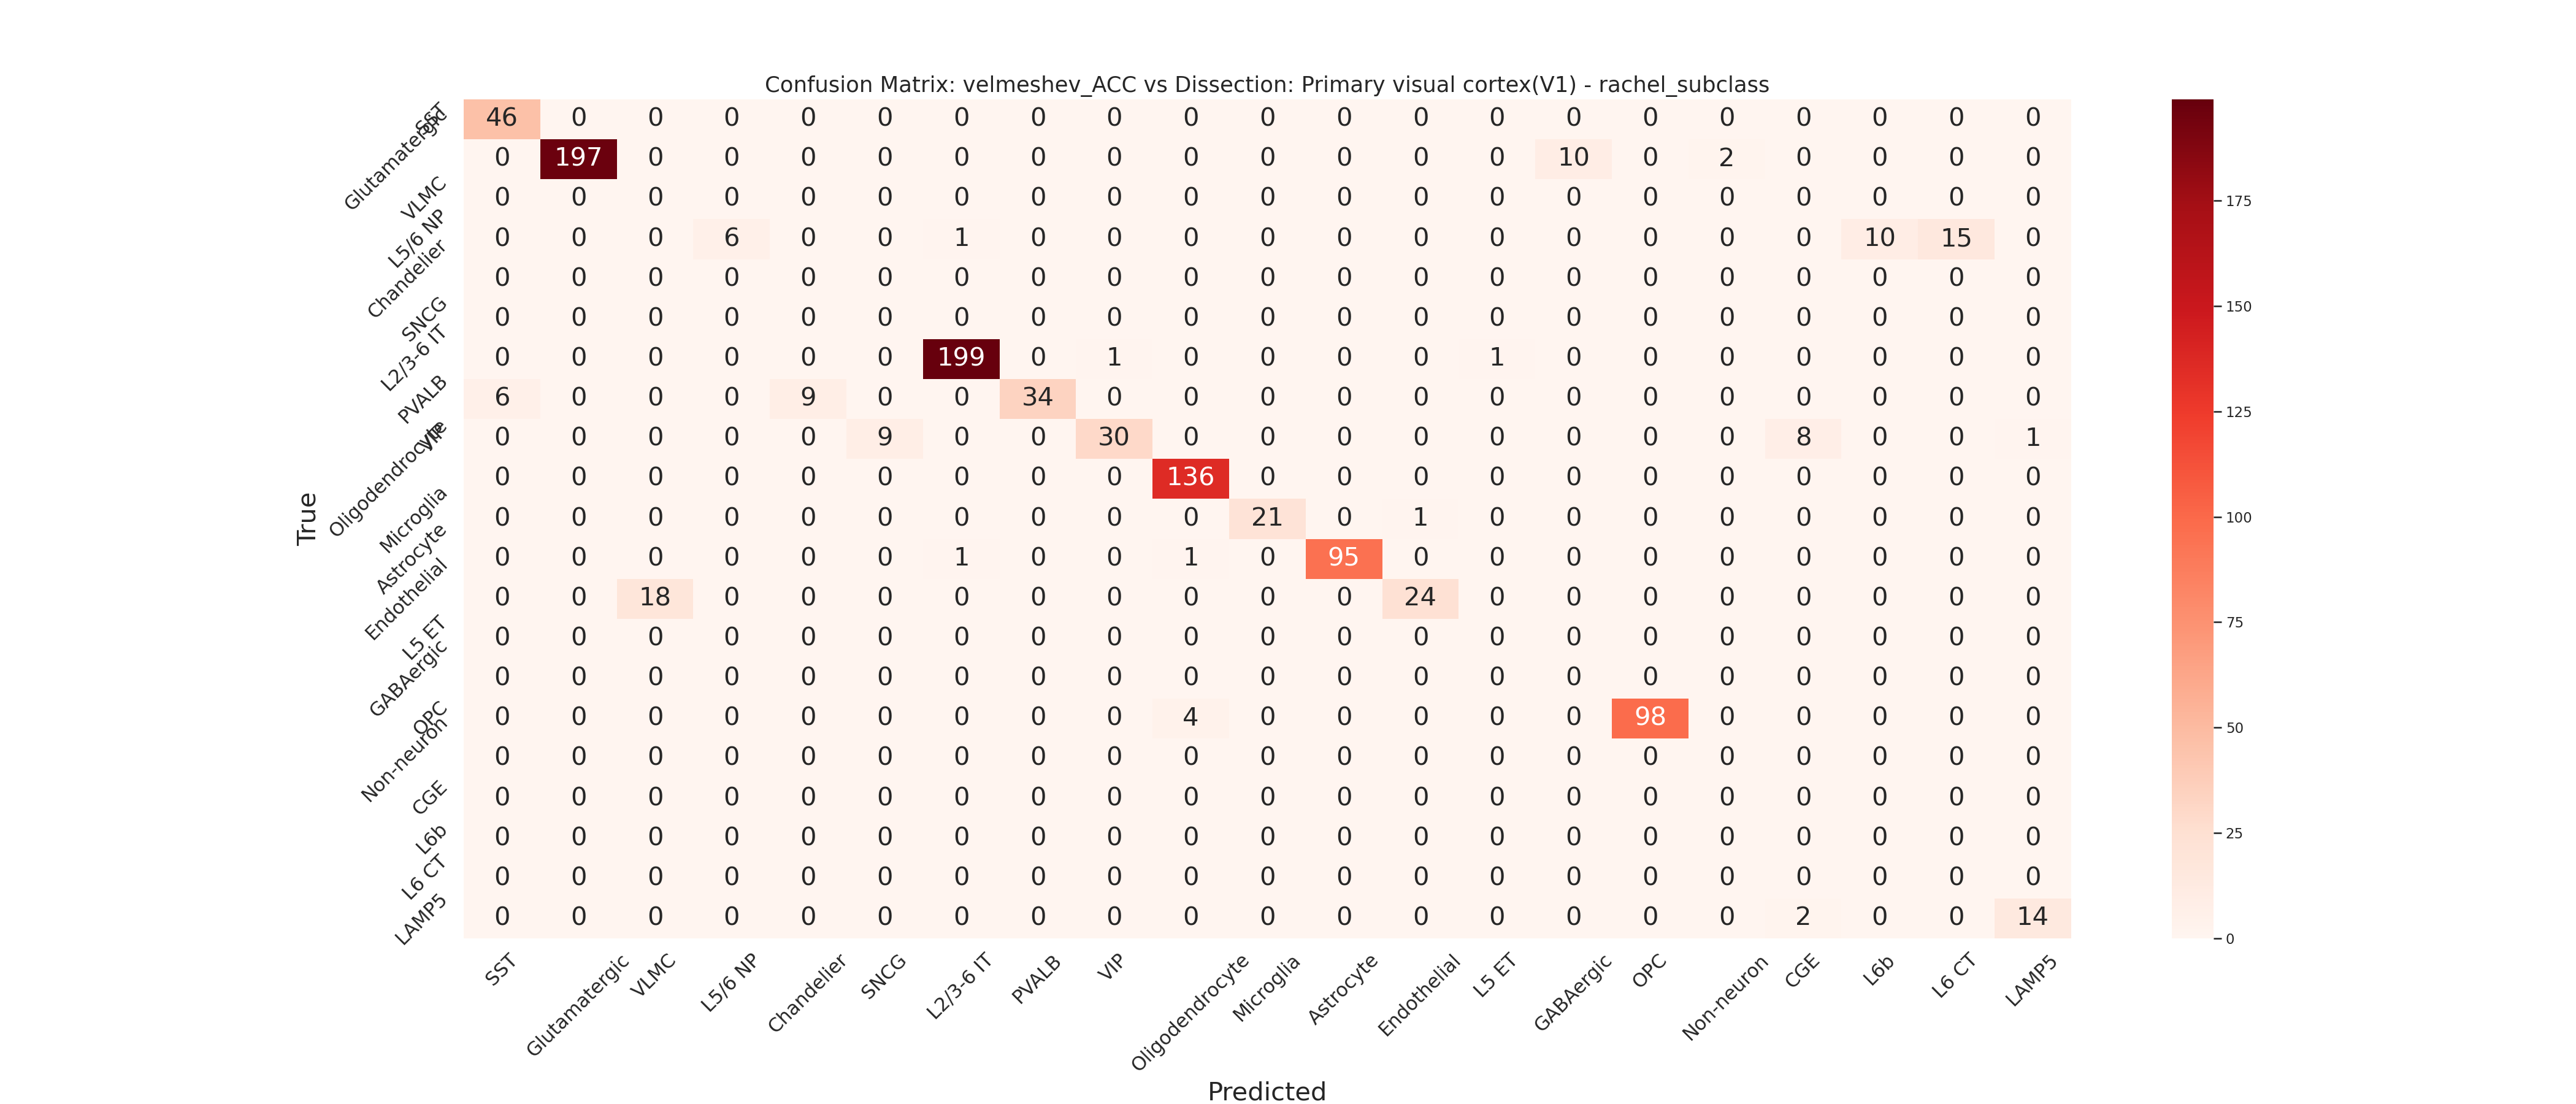 Confusion Matrix: velmeshev_ACC vs Dissection: Primary visual cortex(V1) - rachel_subclass
True
SST 46 0 0 0 0 0 0 0 0 0 0 0 0 0 0 0 0 0 0 0 0
Glutamatergic 0 197 0 0 0 0 0 0 0 0 0 0 0 0 10 0 2 0 0 0 0
VLMC 0 0 0 0 0 0 0 0 0 0 0 0 0 0 0 0 0 0 0 0 0
L5/6 NP 0 0 0 6 0 0 1 0 0 0 0 0 0 0 0 0 0 0 10 15 0
Chandelier 0 0 0 0 0 0 0 0 0 0 0 0 0 0 0 0 0 0 0 0 0
SNCG 0 0 0 0 0 0 0 0 0 0 0 0 0 0 0 0 0 0 0 0 0
L2/3-6 IT 0 0 0 0 0 0 199 0 1 0 0 0 0 1 0 0 0 0 0 0 0
PVALB 6 0 0 0 9 0 0 34 0 0 0 0 0 0 0 0 0 0 0 0 0
VIP 0 0 0 0 0 9 0 0 30 0 0 0 0 0 0 0 0 8 0 0 1
Oligodendrocyte 0 0 0 0 0 0 0 0 0 136 0 0 0 0 0 0 0 0 0 0 0
Microglia 0 0 0 0 0 0 0 0 0 0 21 0 1 0 0 0 0 0 0 0 0
Astrocyte 0 0 0 0 0 0 1 0 0 1 0 95 0 0 0 0 0 0 0 0 0
Endothelial 0 0 18 0 0 0 0 0 0 0 0 0 24 0 0 0 0 0 0 0 0
L5 ET 0 0 0 0 0 0 0 0 0 0 0 0 0 0 0 0 0 0 0 0 0
GABAergic 0 0 0 0 0 0 0 0 0 0 0 0 0 0 0 0 0 0 0 0 0
OPC 0 0 0 0 0 0 0 0 0 4 0 0 0 0 0 98 0 0 0 0 0
Non-neuron 0 0 0 0 0 0 0 0 0 0 0 0 0 0 0 0 0 0 0 0 0
CGE 0 0 0 0 0 0 0 0 0 0 0 0 0 0 0 0 0 0 0 0 0
L6b 0 0 0 0 0 0 0 0 0 0 0 0 0 0 0 0 0 0 0 0 0
L6 CT 0 0 0 0 0 0 0 0 0 0 0 0 0 0 0 0 0 0 0 0 0
LAMP5 0 0 0 0 0 0 0 0 0 0 0 0 0 0 0 0 0 2 0 0 14
SST Glutamatergic VLMC L5/6 NP Chandelier SNCG L2/3-6 IT PVALB VIP Oligodendrocyte Microglia Astrocyte Endothelial L5 ET GABAergic OPC Non-neuron CGE L6b L6 CT LAMP5
Predicted
175
150
125
100
75
50
25
0